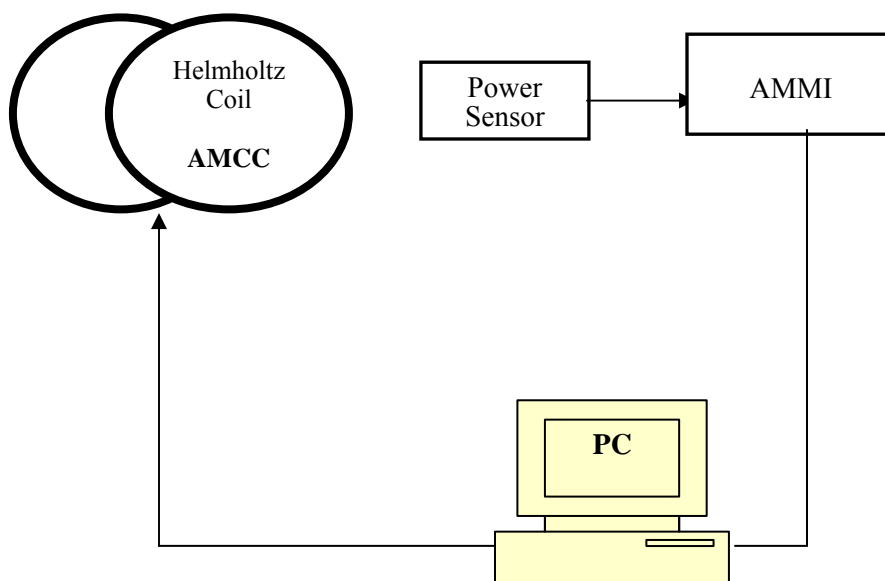 Helmholtz
Coil
AMCC
Power
Sensor
AMMI
PC